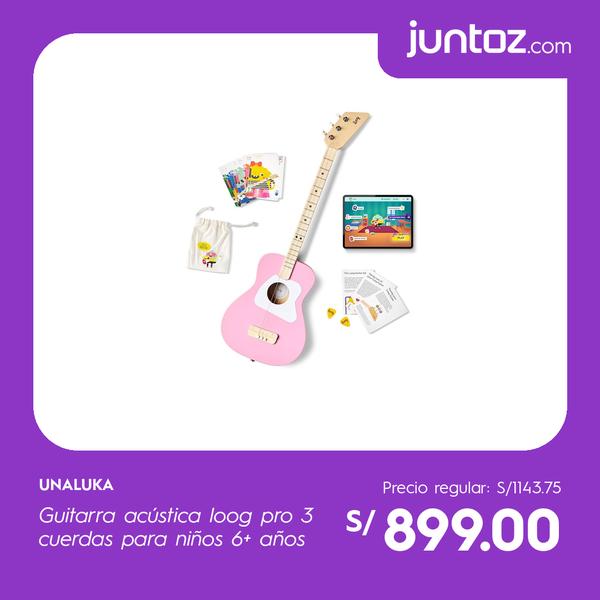 juntoz.com
UNALUKA
Guitarra acústica loog pro 3
cuerdas para niños 6+ años
Precio regular: S/1143.75
S/ 899.00